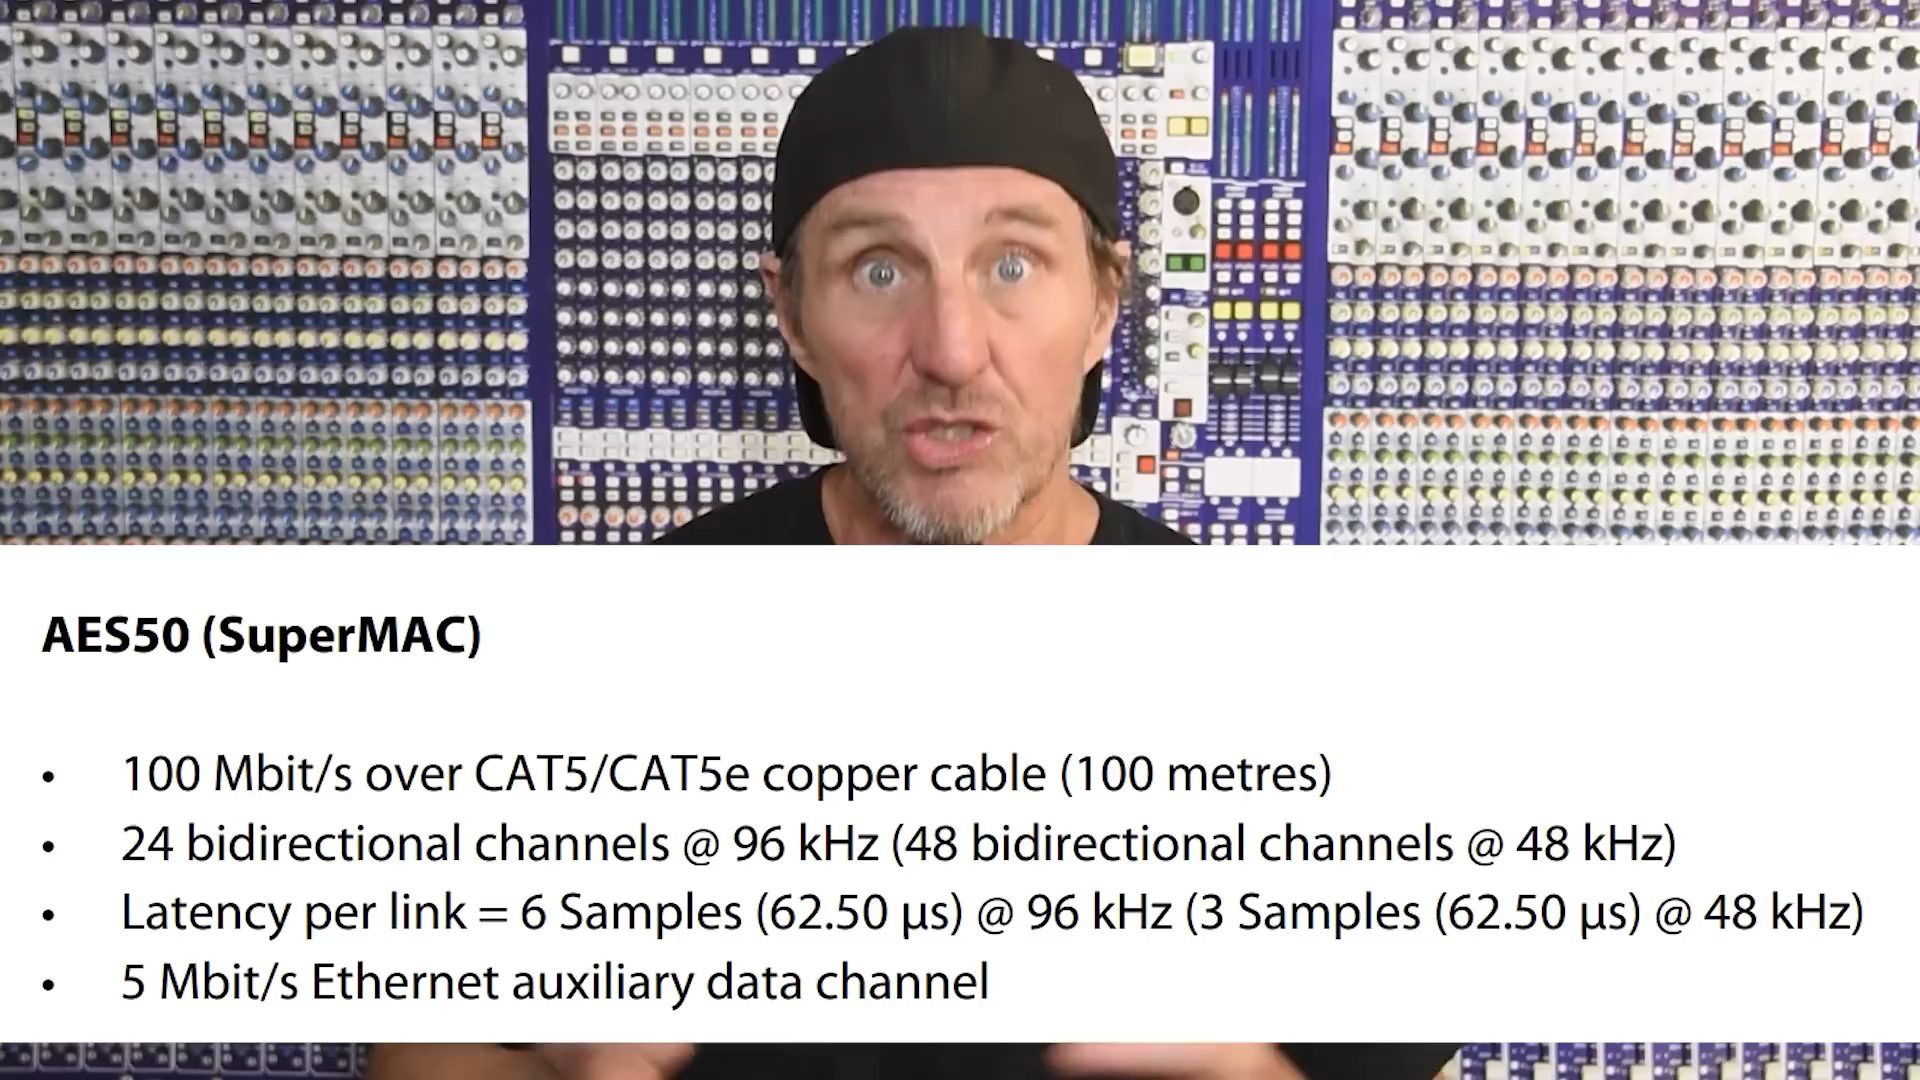 AES50 (SuperMAC)
• 100 Mbit/s over CAT5/CAT5e copper cable (100 metres)
• 24 bidirectional channels @ 96 kHz (48 bidirectional channels @ 48 kHz)
• Latency per link = 6 Samples (62.50 µs) @ 96 kHz (3 Samples (62.50 µs) @ 48 kHz)
• 5 Mbit/s Ethernet auxiliary data channel